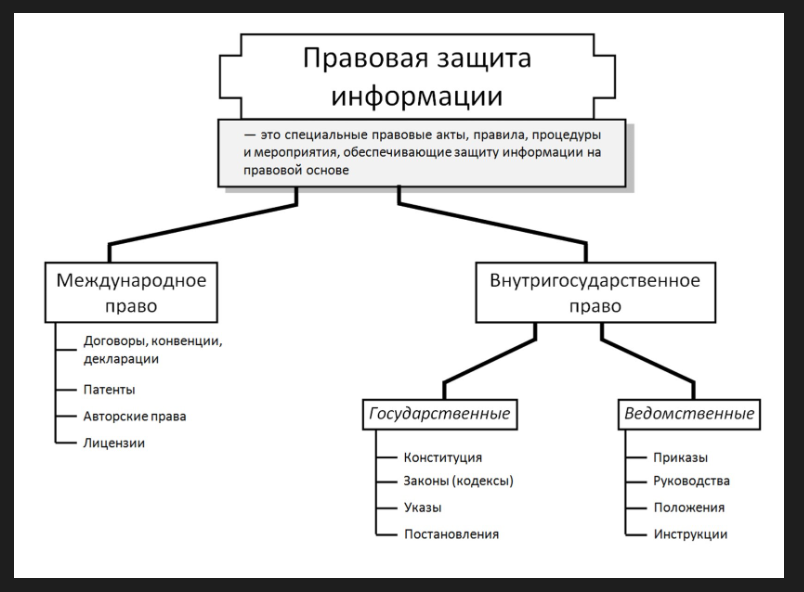 Правовая защита
информации
— это специальные правовые акты, правила, процедуры
и мероприятия, обеспечивающие защиту информации на
правовой основе
Международное
право
Договоры, конвенции,
декларации
Патенты
Авторские права
Лицензии
Внутригосударственное
право
Государственные
Конституция
Законы (кодексы)
Указы
Постановления
Ведомственные
Приказы
Руководства
Положения
Инструкции